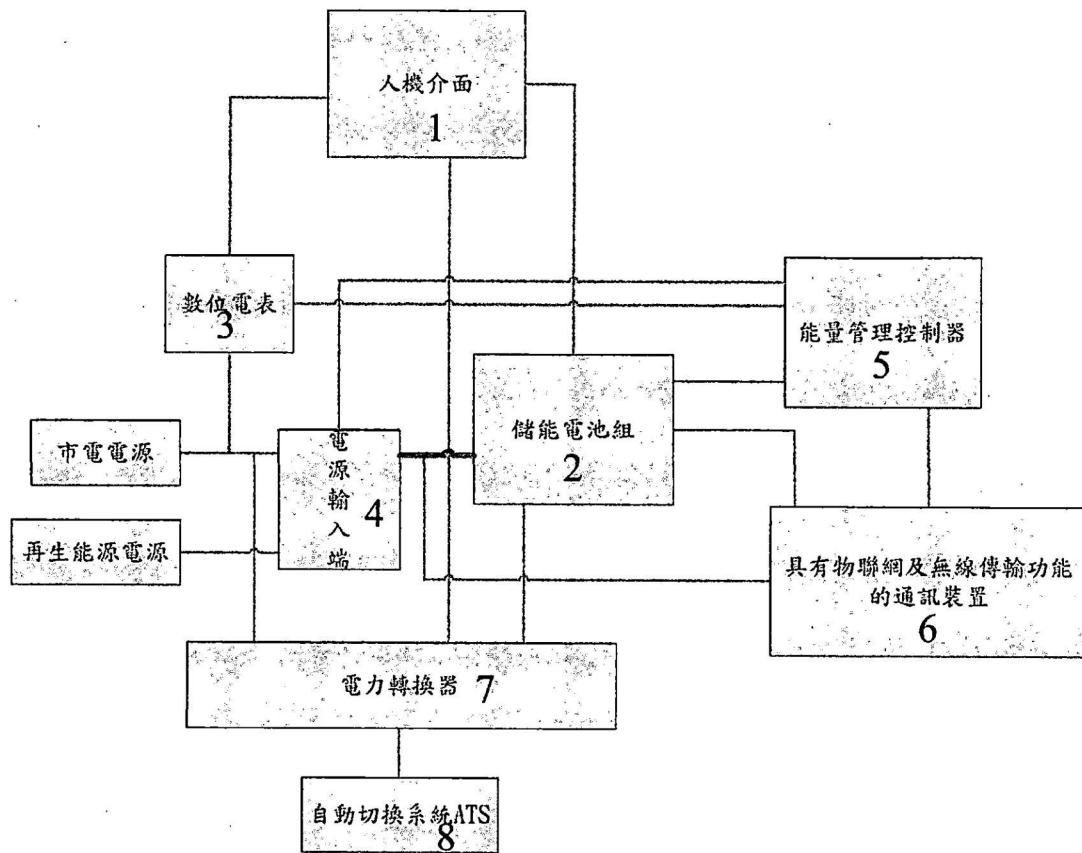 人機介面
1
數位電表
3
能量管理控制器
5
儲能電池組
2
市電電源
電源輸入端
4
再生能源電源
具有物聯網及無線傳輸功能
的通訊裝置
6
電力轉換器 7
自動切換系統ATS
8